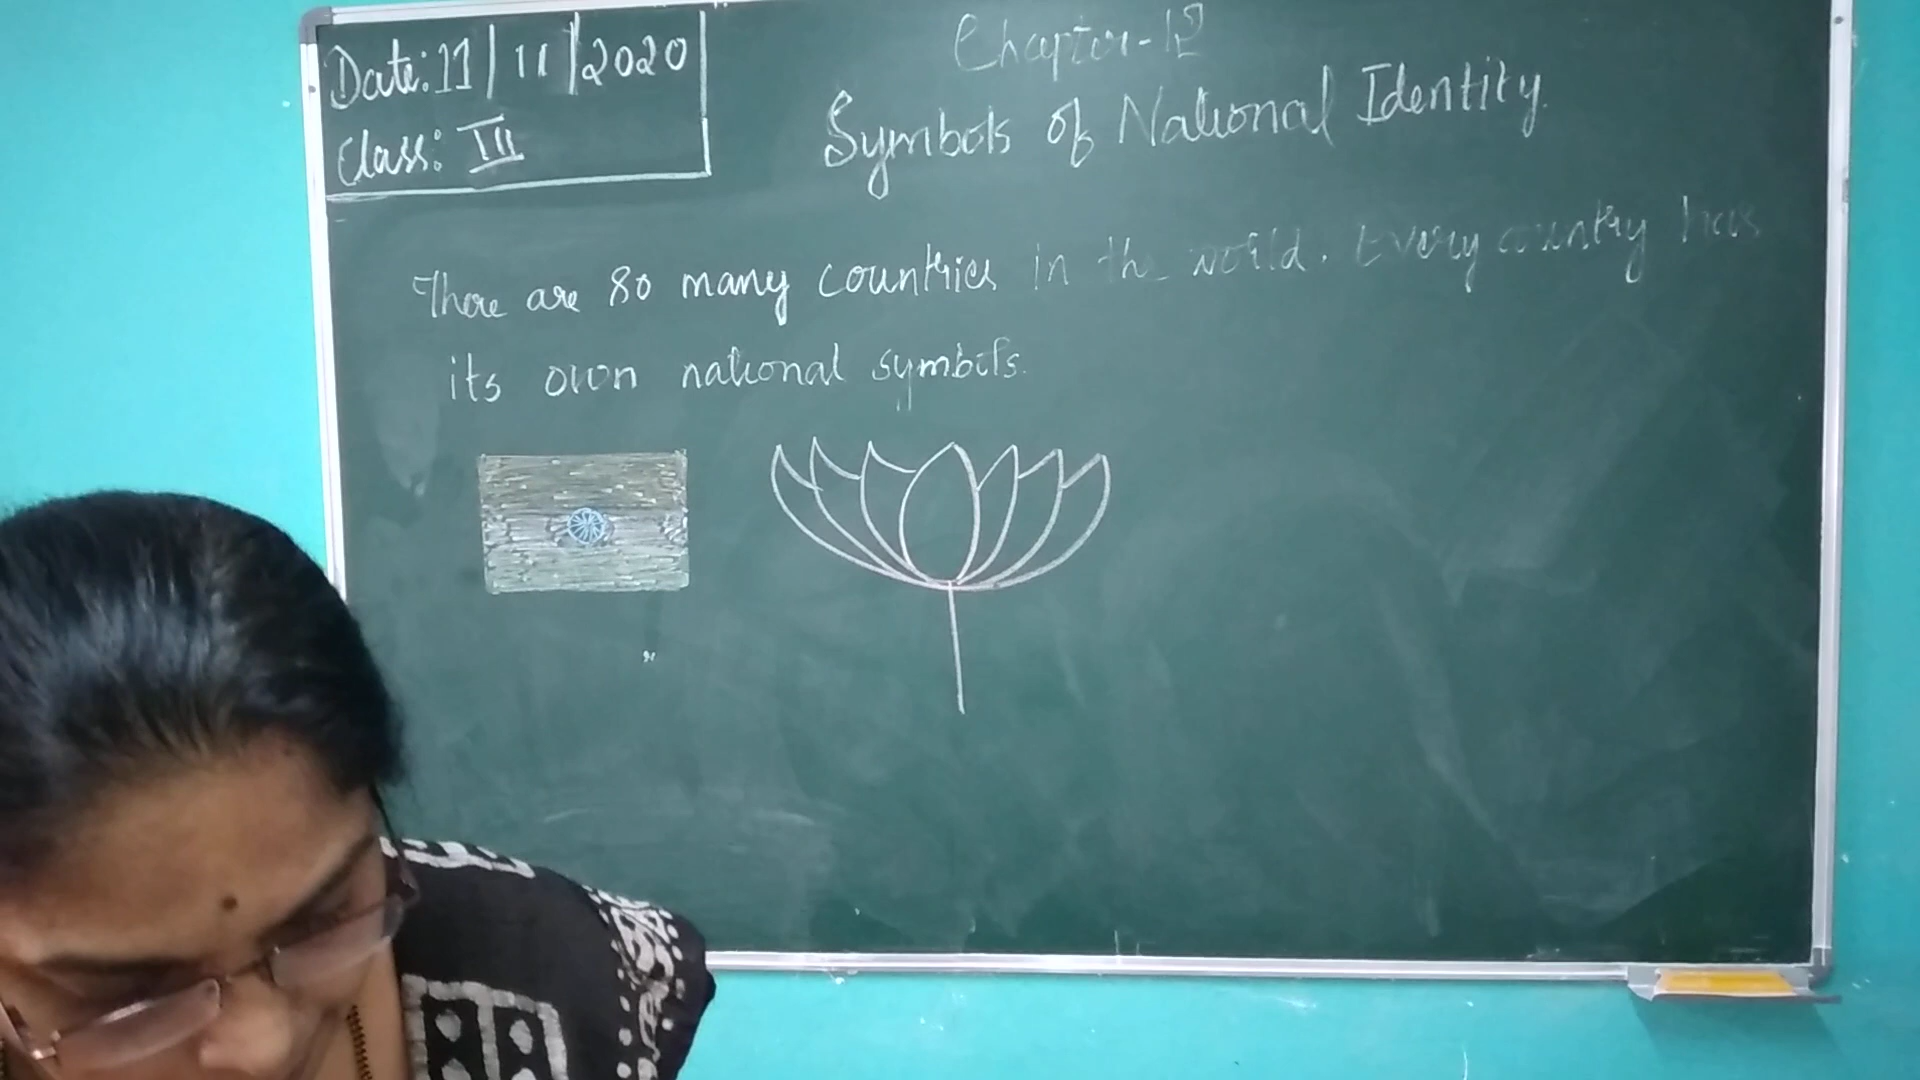 Date: 11/11/2020
Class: III
Chapter-12
Symbols of National Identity.
There are so many countries in the world. Every country has
its own national symbols.